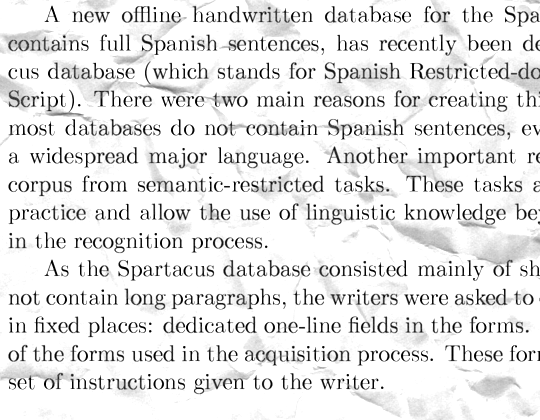 A new offline handwritten database for the Spa
contains full Spanish sentences, has recently been de
cus database (which stands for Spanish Restricted-do
Script). There were two main reasons for creating thi
most databases do not contain Spanish sentences, ev
a widespread major language. Another important re
corpus from semantic-restricted tasks. These tasks a
practice and allow the use of linguistic knowledge bey
in the recognition process.
As the Spartacus database consisted mainly of sh
not contain long paragraphs, the writers were asked to
in fixed places: dedicated one-line fields in the forms.
of the forms used in the acquisition process. These for
set of instructions given to the writer.